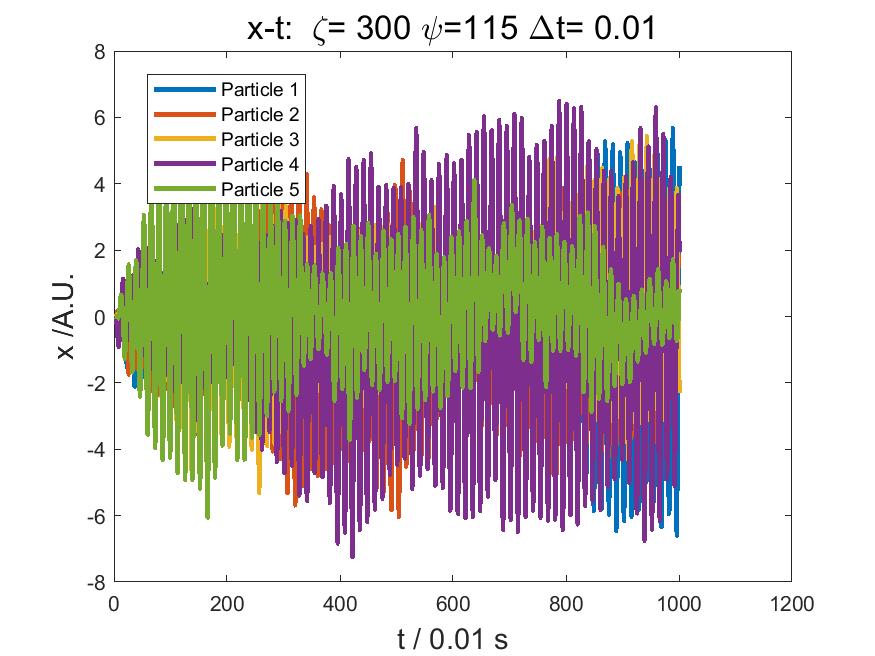 x-t: ζ= 300 ψ=115 Δt= 0.01
8
6
4
2
0
-2
-4
-6
-8
x /A.U.
Particle 1
Particle 2
Particle 3
Particle 4
Particle 5
0 200 400 600 800 1000 1200
t / 0.01 s